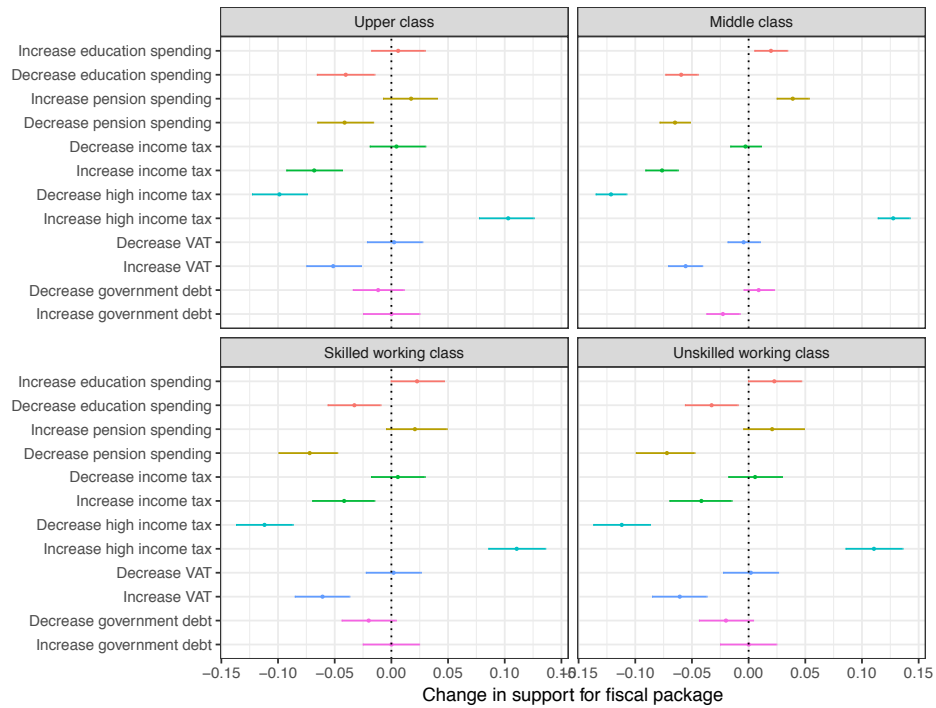 Upper class
Middle class
Increase education spending
Decrease education spending
Increase pension spending
Decrease pension spending
Decrease income tax
Increase income tax
Decrease high income tax
Increase high income tax
Decrease VAT
Increase VAT
Decrease government debt
Increase government debt
Skilled working class
Unskilled working class
Increase education spending
Decrease education spending
Increase pension spending
Decrease pension spending
Decrease income tax
Increase income tax
Decrease high income tax
Increase high income tax
Decrease VAT
Increase VAT
Decrease government debt
Increase government debt
−0.15 −0.10 −0.05 0.00 0.05 0.10 −0.10 −0.05 0.00 0.05 0.10 0.15
Change in support for fiscal package